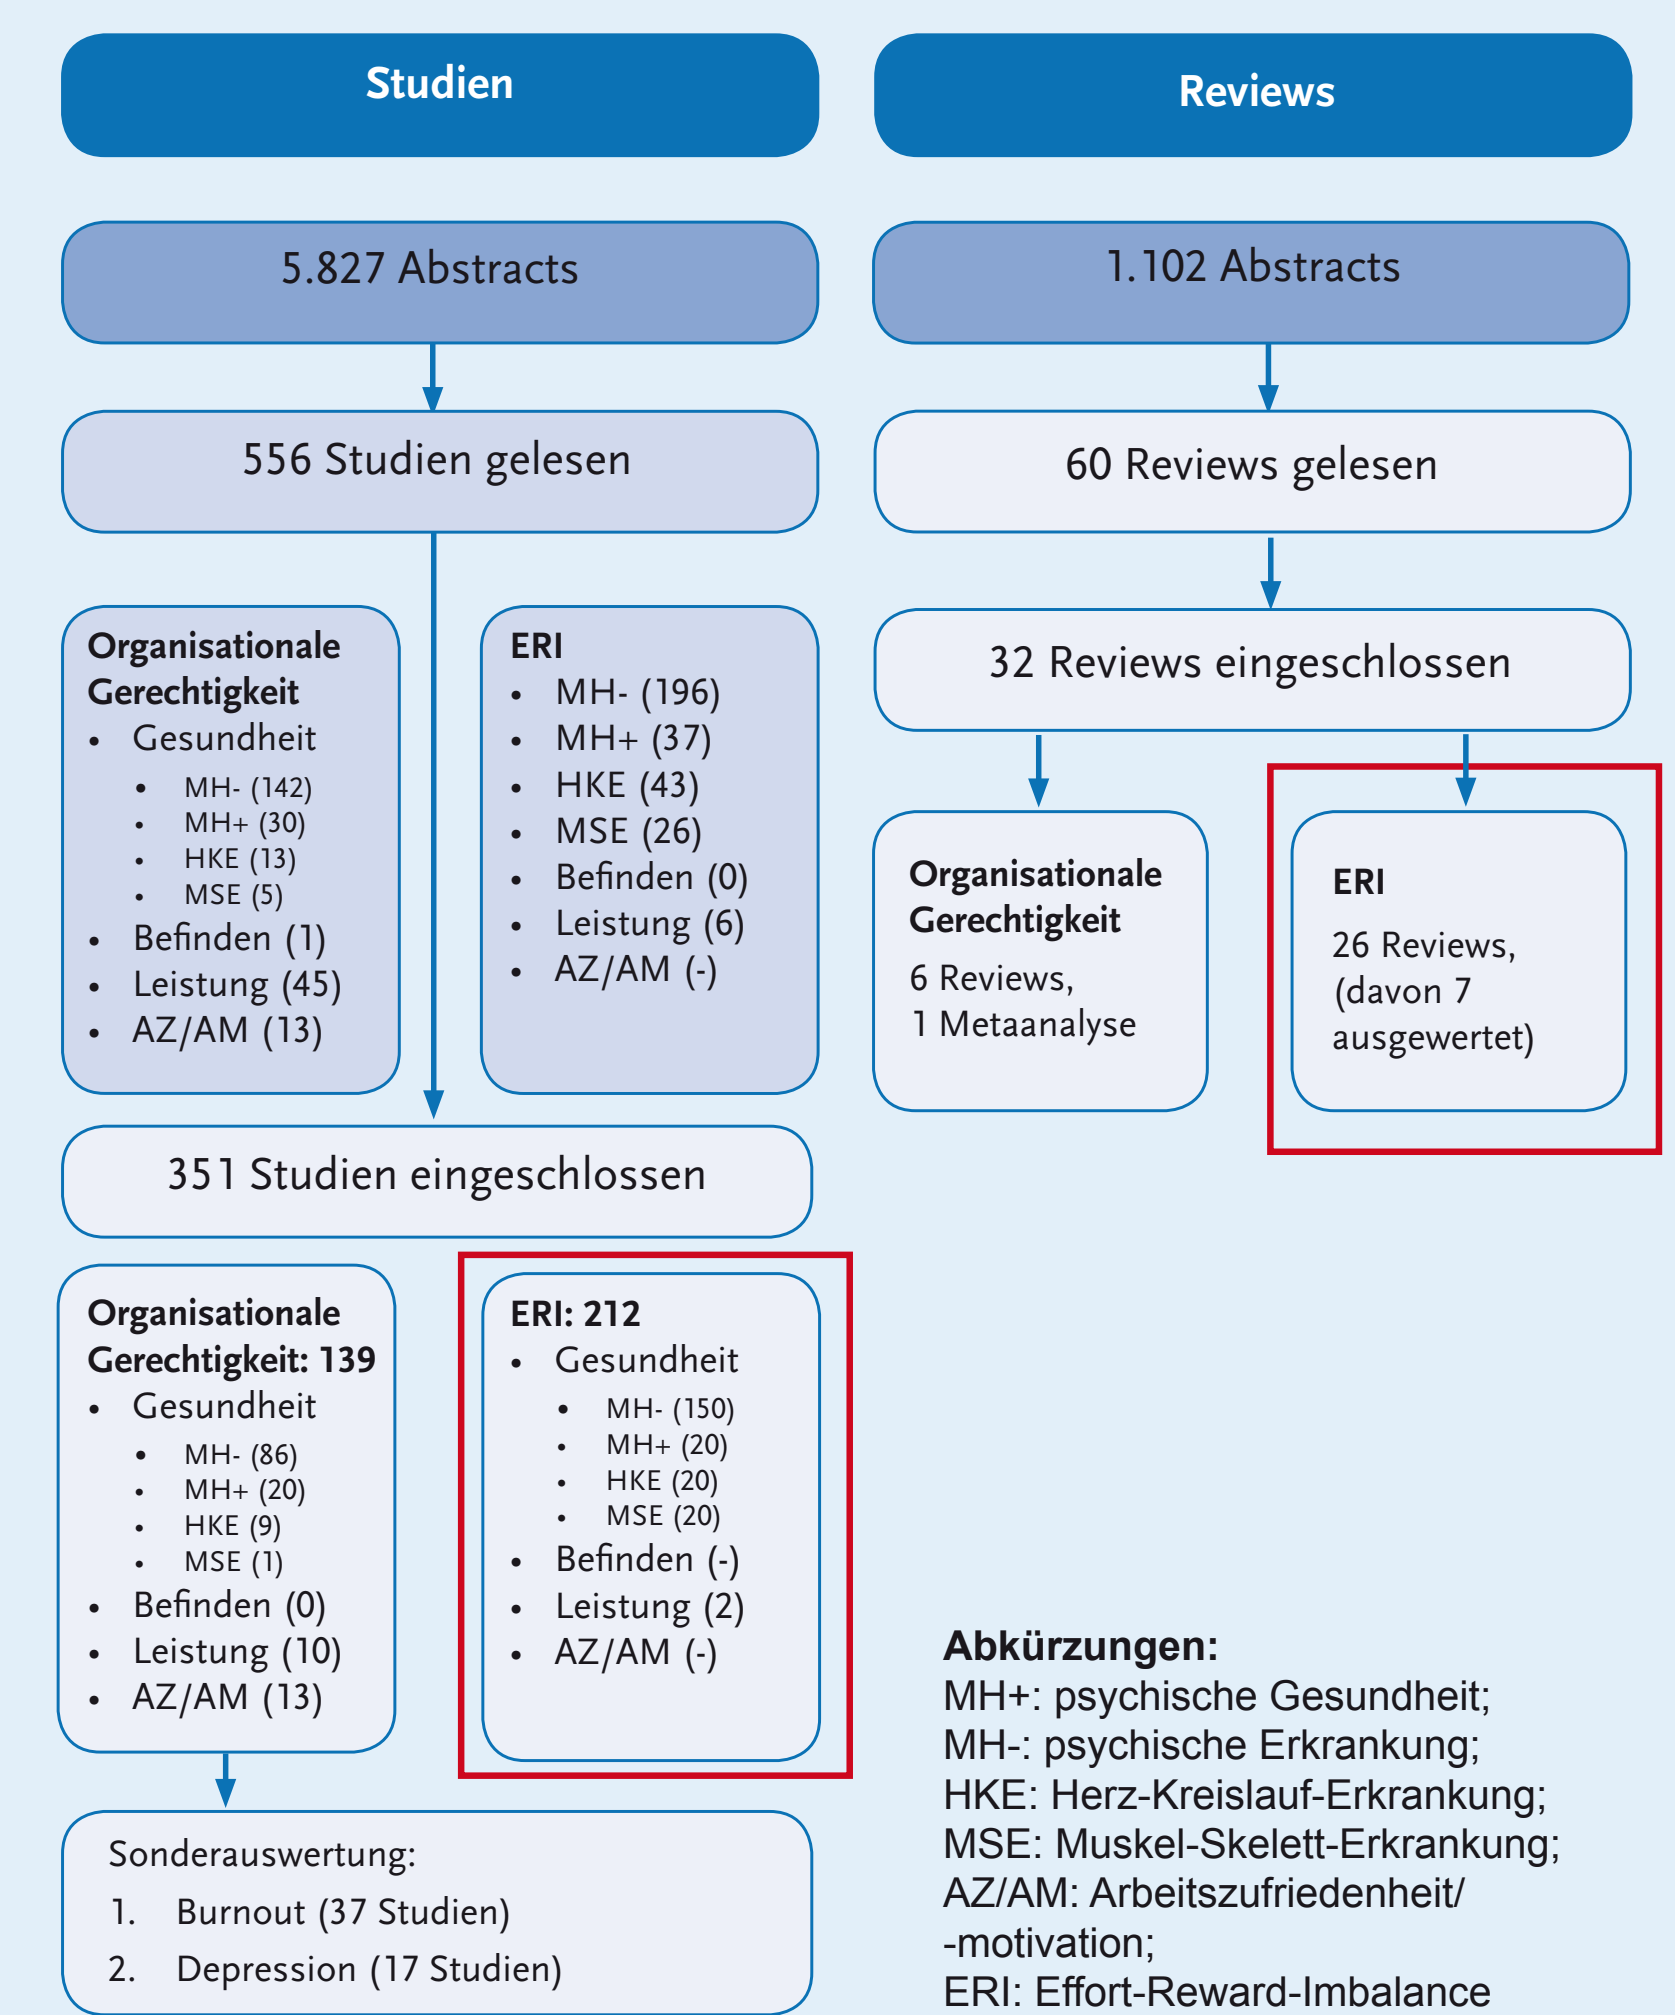 Studien
5.827 Abstracts
556 Studien gelesen
Organisationale
Gerechtigkeit
• Gesundheit
• MH- (142)
• MH+ (30)
• HKE (13)
• MSE (5)
• Befinden (1)
• Leistung (45)
• AZ/AM (13)
ERI
• MH- (196)
• MH+ (37)
• HKE (43)
• MSE (26)
• Befinden (0)
• Leistung (6)
• AZ/AM (-)
351 Studien eingeschlossen
Organisationale
Gerechtigkeit: 139
• Gesundheit
• MH- (86)
• MH+ (20)
• HKE (9)
• MSE (1)
• Befinden (0)
• Leistung (10)
• AZ/AM (13)
ERI: 212
• Gesundheit
• MH- (150)
• MH+ (20)
• HKE (20)
• MSE (20)
• Befinden (-)
• Leistung (2)
• AZ/AM (-)
Sonderauswertung:
1. Burnout (37 Studien)
2. Depression (17 Studien)
Reviews
1.102 Abstracts
60 Reviews gelesen
32 Reviews eingeschlossen
Organisationale
Gerechtigkeit
6 Reviews,
1 Metaanalyse
ERI
26 Reviews,
(davon 7
ausgewertet)
Abkürzungen:
MH+: psychische Gesundheit;
MH-: psychische Erkrankung;
HKE: Herz-Kreislauf-Erkrankung;
MSE: Muskel-Skelett-Erkrankung;
AZ/AM: Arbeitszufriedenheit/
-motivation;
ERI: Effort-Reward-Imbalance